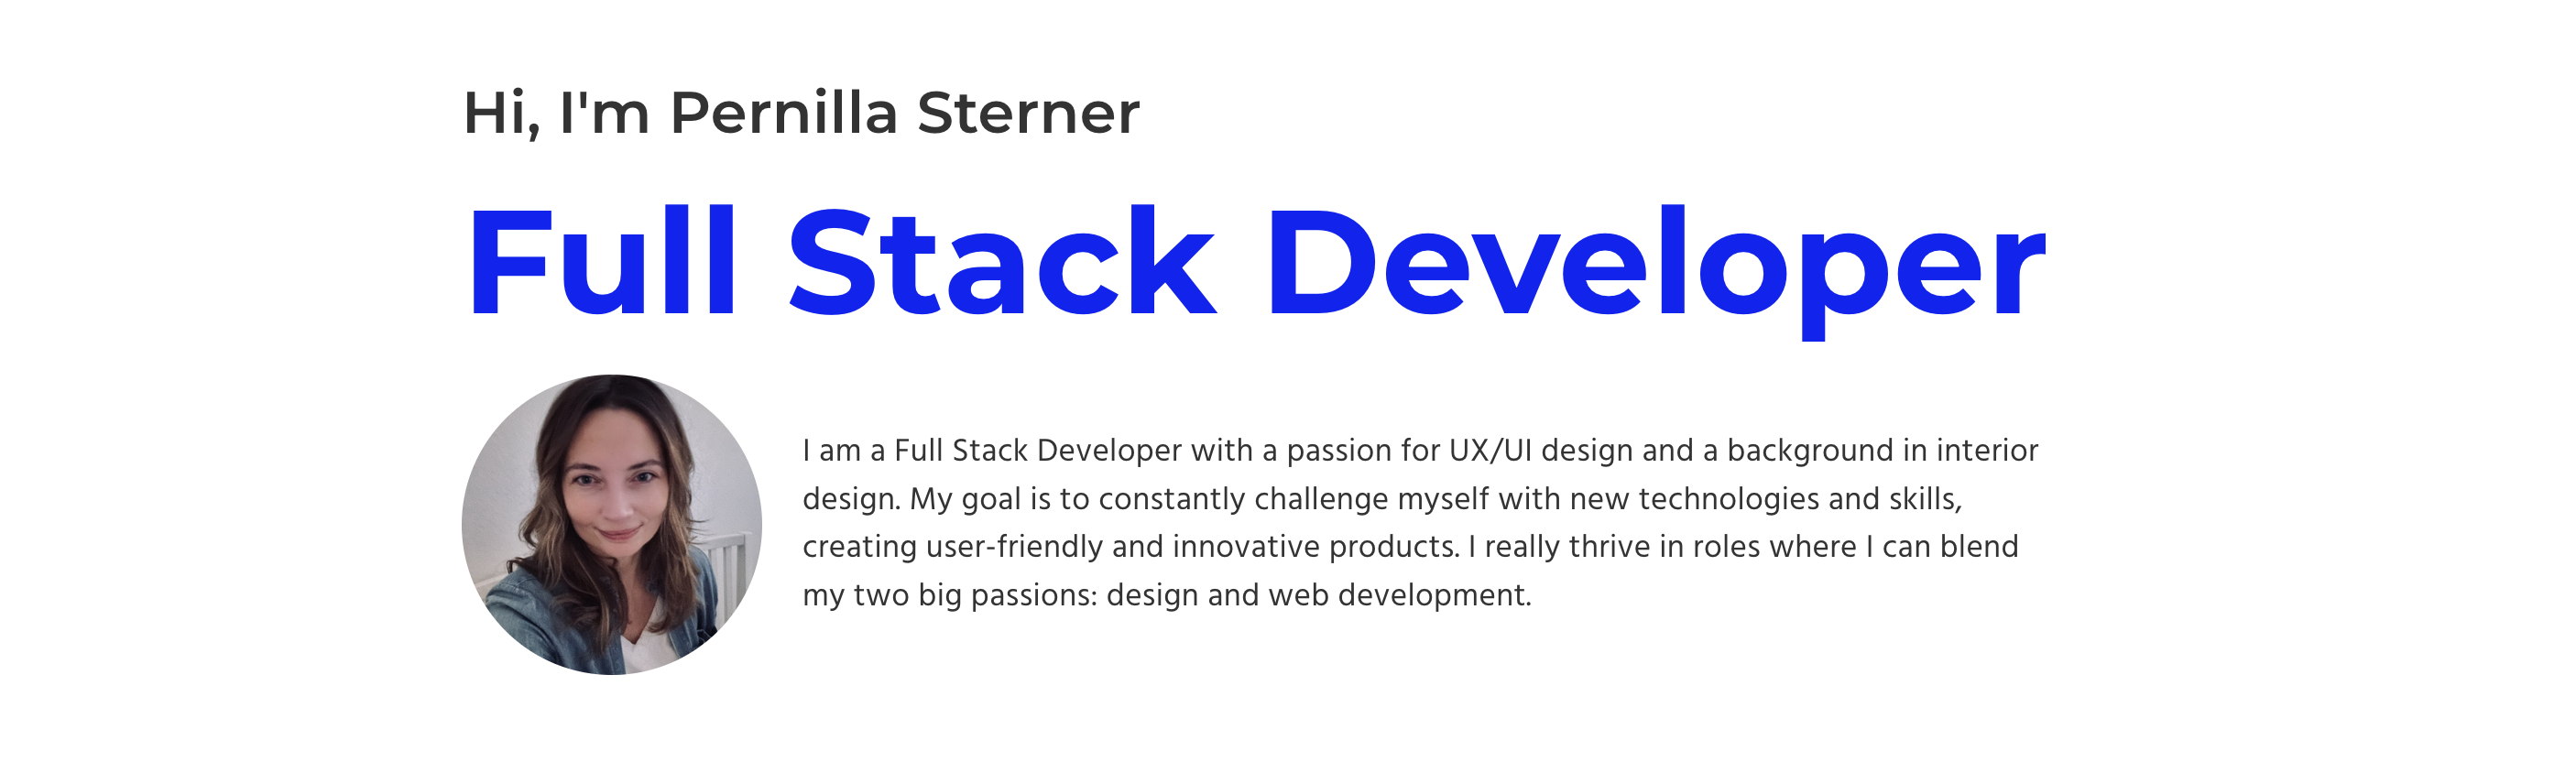 Hi, I'm Pernilla Sterner
Full Stack Developer
I am a Full Stack Developer with a passion for UX/UI design and a background in interior
design. My goal is to constantly challenge myself with new technologies and skills,
creating user-friendly and innovative products. I really thrive in roles where I can blend
my two big passions: design and web development.